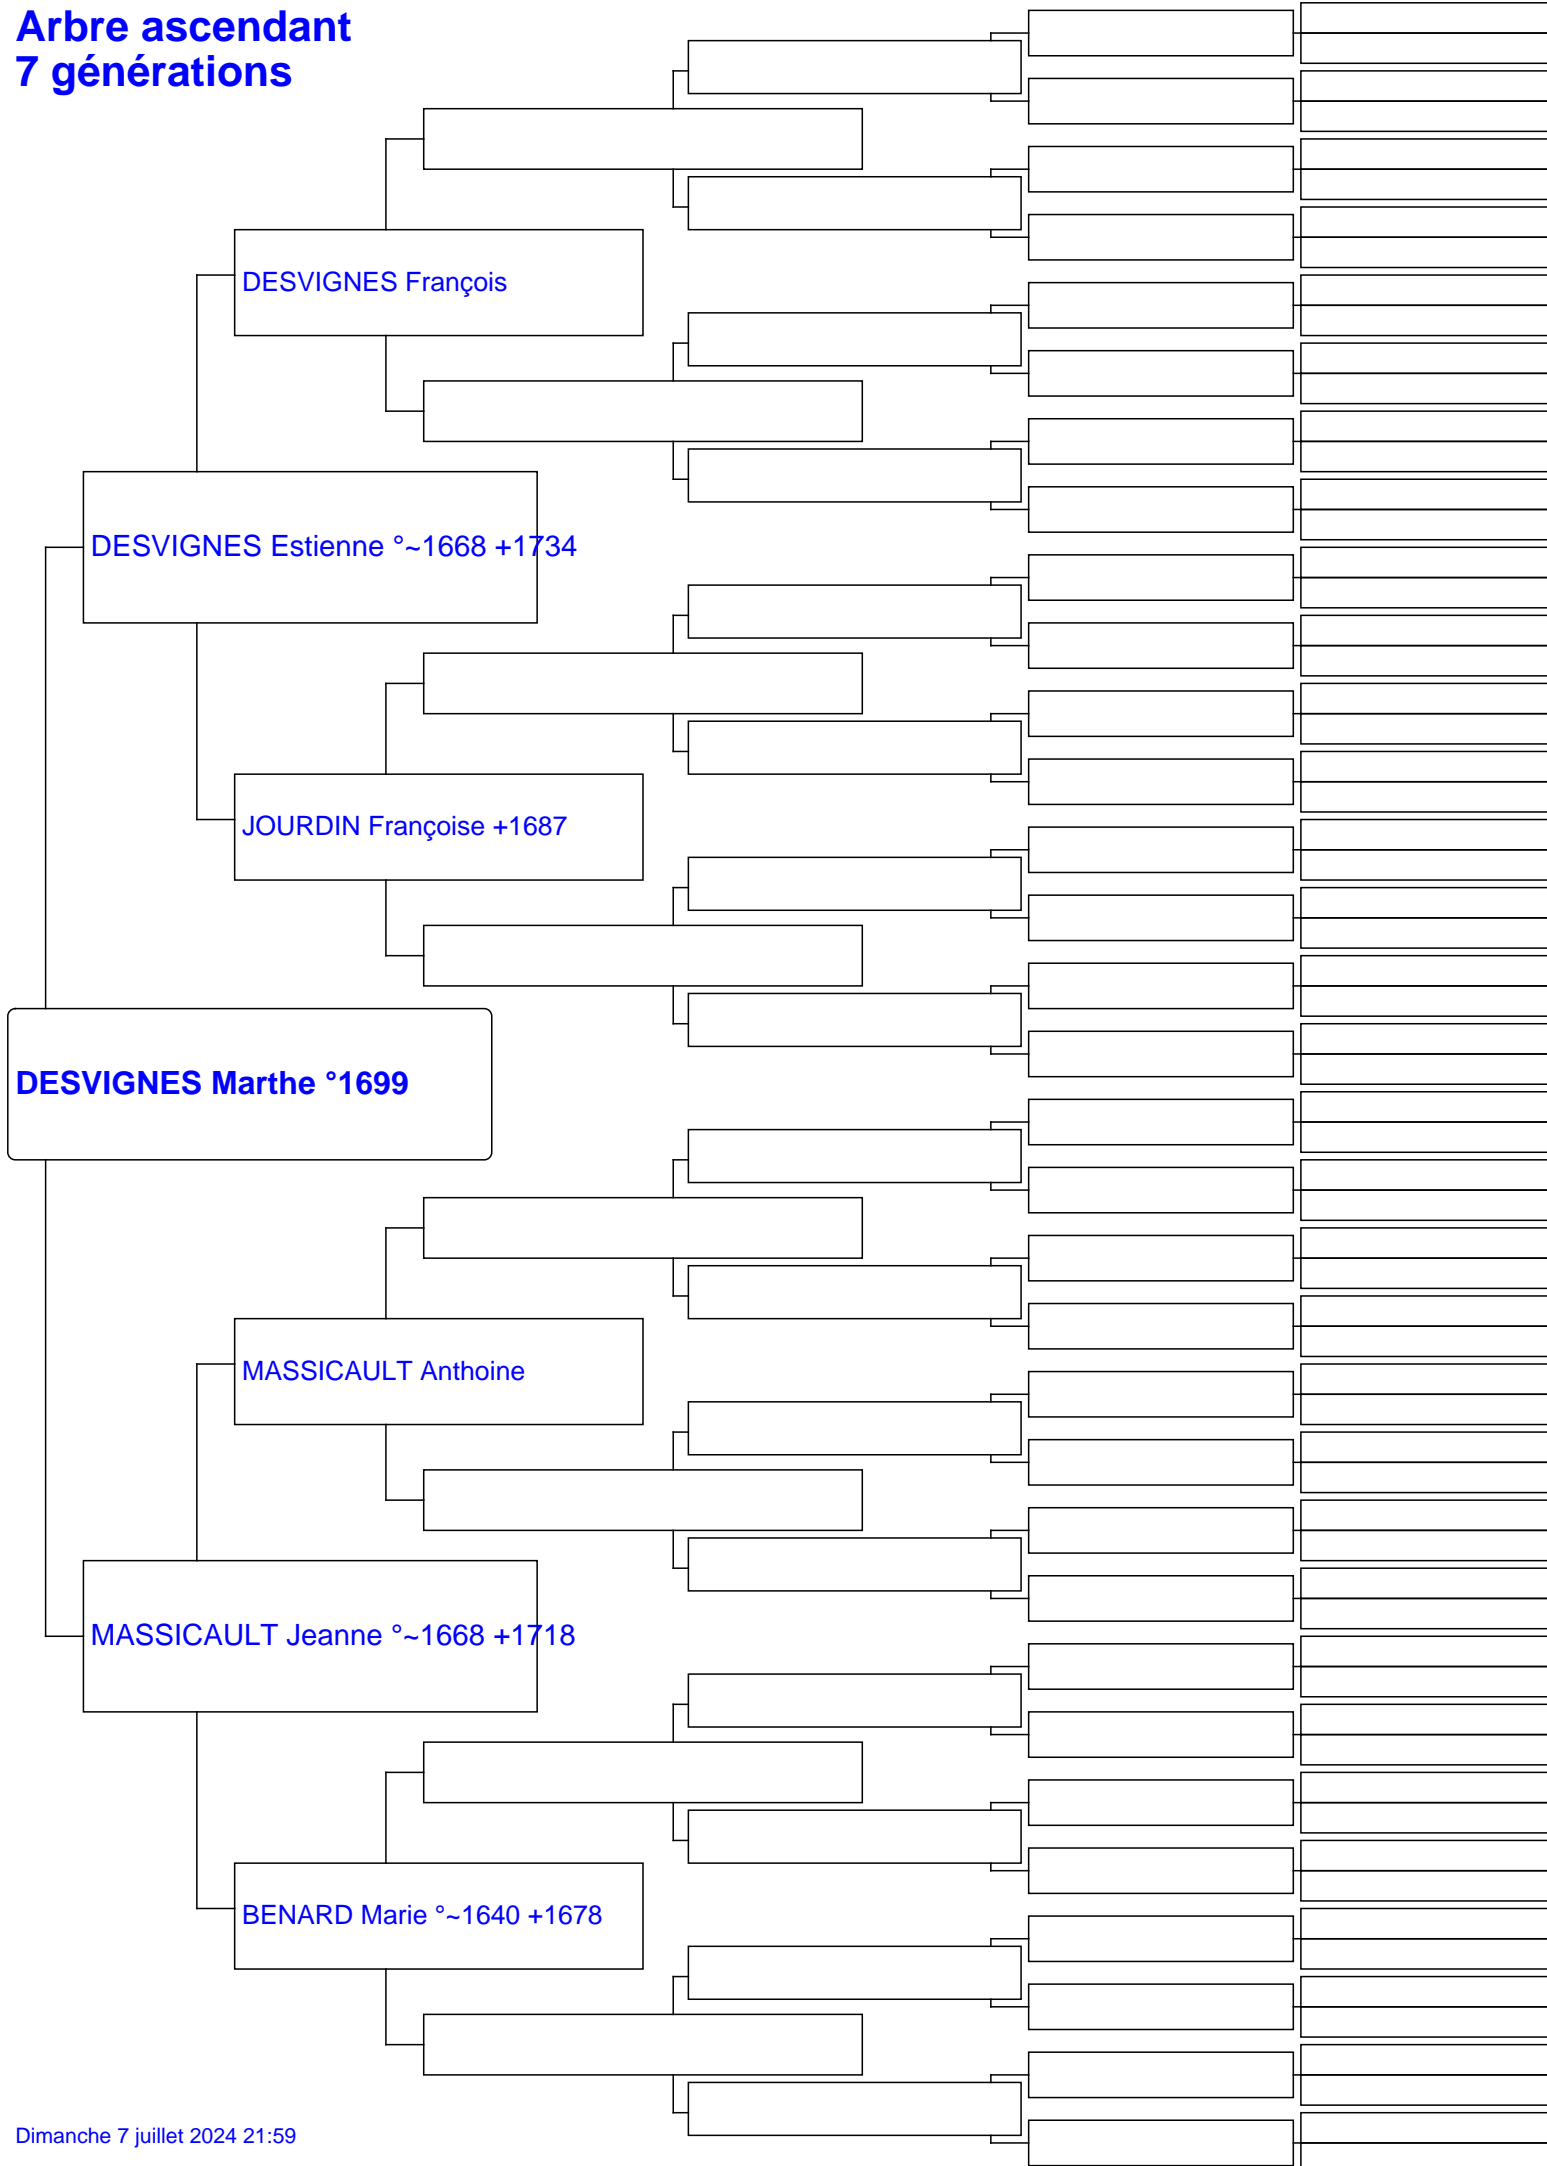 Arbre ascendant
7 générations
DESVIGNES François
DESVIGNES Estienne °~1668 +1734
JOURDIN Françoise +1687
DESVIGNES Marthe °1699
MASSICAULT Anthoine
MASSICAULT Jeanne °~1668 +1718
BENARD Marie °~1640 +1678
Dimanche 7 juillet 2024 21:59